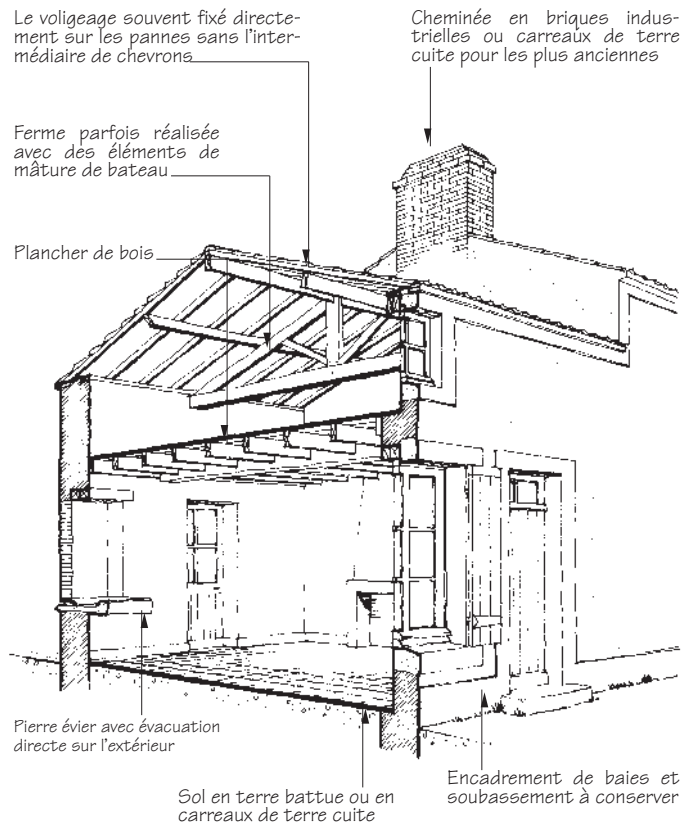 Le voligeage souvent fixé directe-
ment sur les pannes sans l'inter-
médiaire de chevrons
Cheminée en briques indus-
trielles ou carreaux de terre
cuite pour les plus anciennes
Ferme parfois réalisée
avec des éléments de
mâture de bateau
Plancher de bois
Pierre évier avec évacuation
directe sur l'extérieur
Sol en terre battue ou en
carreaux de terre cuite
Encadrement de baies et
soubassement à conserver